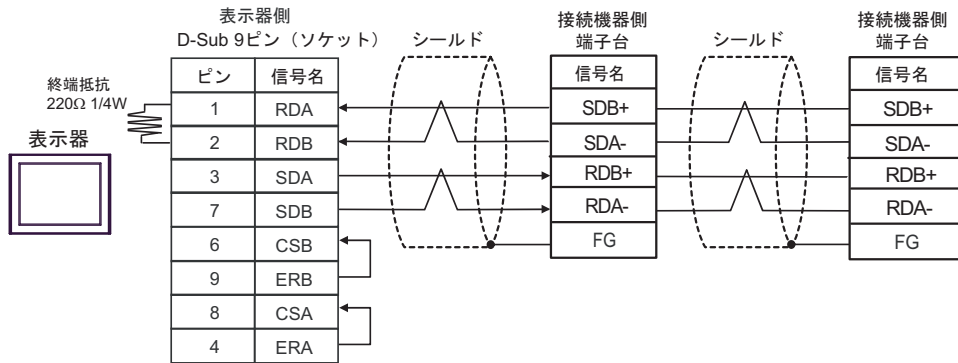 表示器側
D-Sub 9ピン（ソケット）
シールド
接続機器側
端子台
シールド
接続機器側
端子台
終端抵抗
220Ω 1/4W
表示器
ピン 信号名
1 RDA
2 RDB
3 SDA
7 SDB
6 CSB
9 ERB
8 CSA
4 ERA
信号名
SDB+
SDA-
RDB+
RDA-
FG
信号名
SDB+
SDA-
RDB+
RDA-
FG